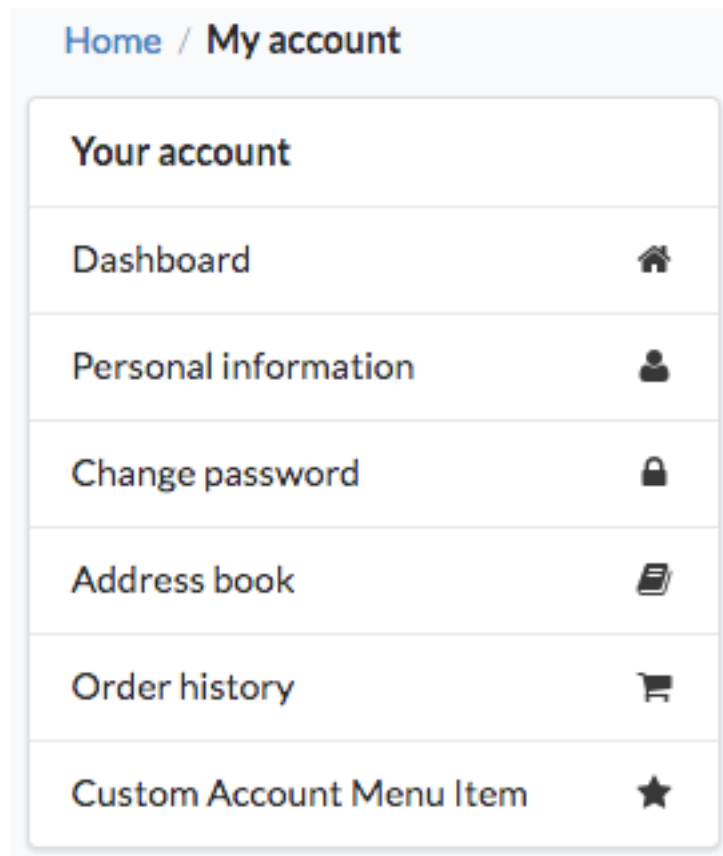 Home / My account
Your account
Dashboard
Personal information
Change password
Address book
Order history
Custom Account Menu Item